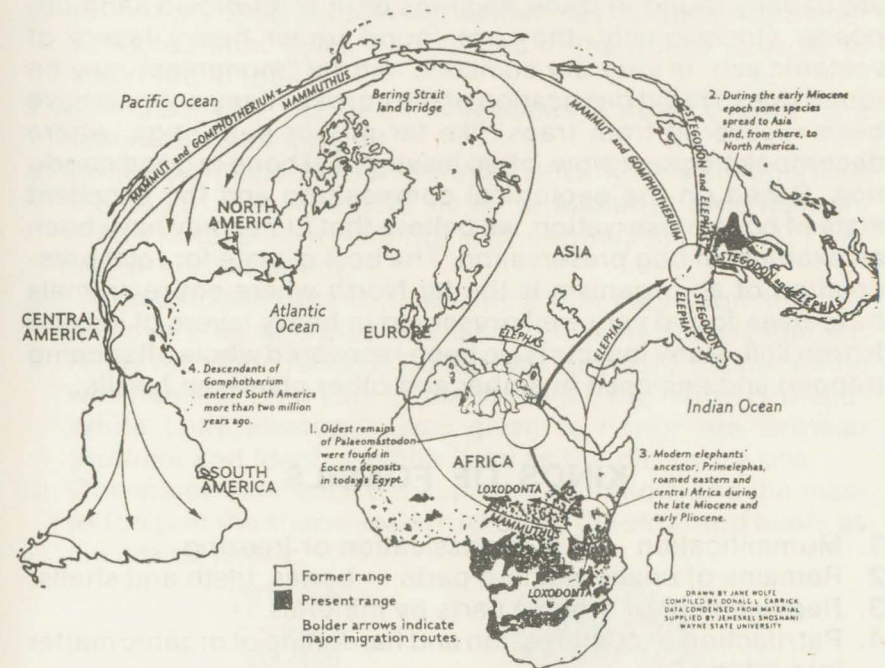 Pacific Ocean
MAMMUT and GOMPHOTHERIUM
MAMMUTHUS
Bering Strait
land bridge
MAMMUT and GOMPHOTHERIUM
STEGODON and ELEPHAS
2. During the early Miocene
epoch some species
spread to Asia
and, from there, to
North America.
NORTH
AMERICA
ASIA
STEGODON
ELEPHAS
ELEPHAS
STEGODON
CENTRAL
AMERICA
Atlantic
Ocean
EUROPE
ELEPHAS
ELEPHAS
Indian Ocean
4. Descendants of
Gomphotherium
entered South America
more than two million
years ago.
1. Oldest remains
of Palaeomastodon
were found in
Eocene deposits
in today's Egypt.
AFRICA
3. Modern elephants'
ancestor, Primelephas,
roamed eastern and
central Africa during
the late Miocene and
early Pliocene.
SOUTH
AMERICA
LOXODONTA
MAMMUTHUS
LOXODONTA
Former range
Present range
Bolder arrows indicate
major migration routes.
DRAWN BY JANE WOLFE
COMPILED BY DONALD L. CARRICK
DATA CONDENSED FROM MATERIAL
SUPPLIED BY JEHESKEL SHOSHANI
WAYNE STATE UNIVERSITY